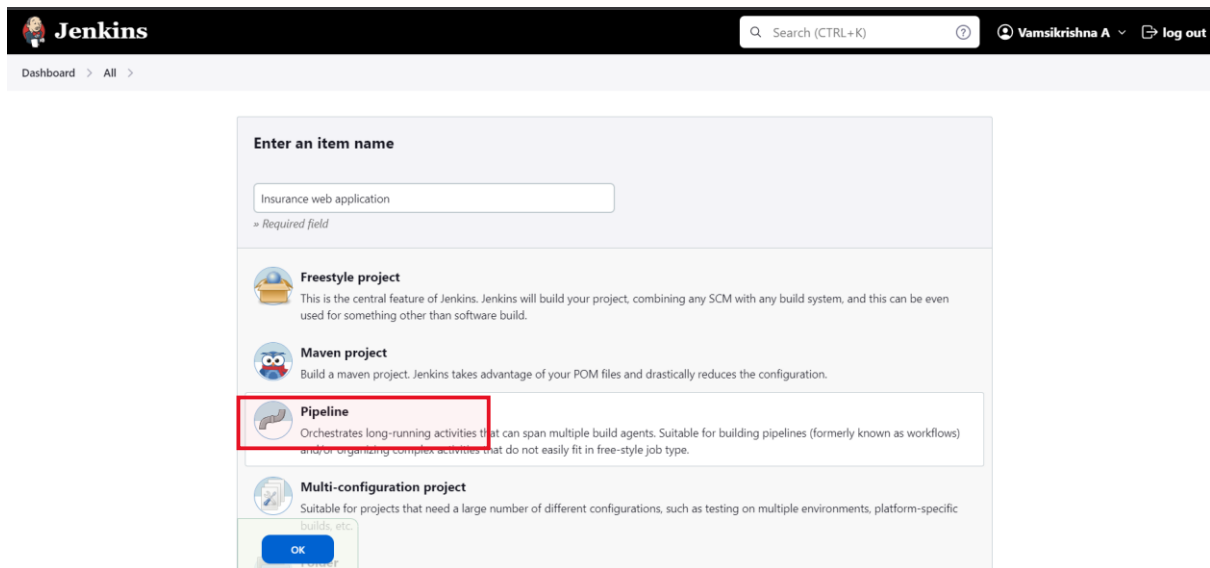 Jenkins
Search (CTRL+K)
Vamsikrishna A
log out
Dashboard > All >
Enter an item name
Insurance web application
» Required field
Freestyle project
This is the central feature of Jenkins. Jenkins will build your project, combining any SCM with any build system, and this can be even
used for something other than software build.
Maven project
Build a maven project. Jenkins takes advantage of your POM files and drastically reduces the configuration.
Pipeline
Orchestrates long-running activities that can span multiple build agents. Suitable for building pipelines (formerly known as workflows)
and/or organizing complex activities that do not easily fit in free-style job type.
Multi-configuration project
Suitable for projects that need a large number of different configurations, such as testing on multiple environments, platform-specific
builds, etc.
OK
Folder